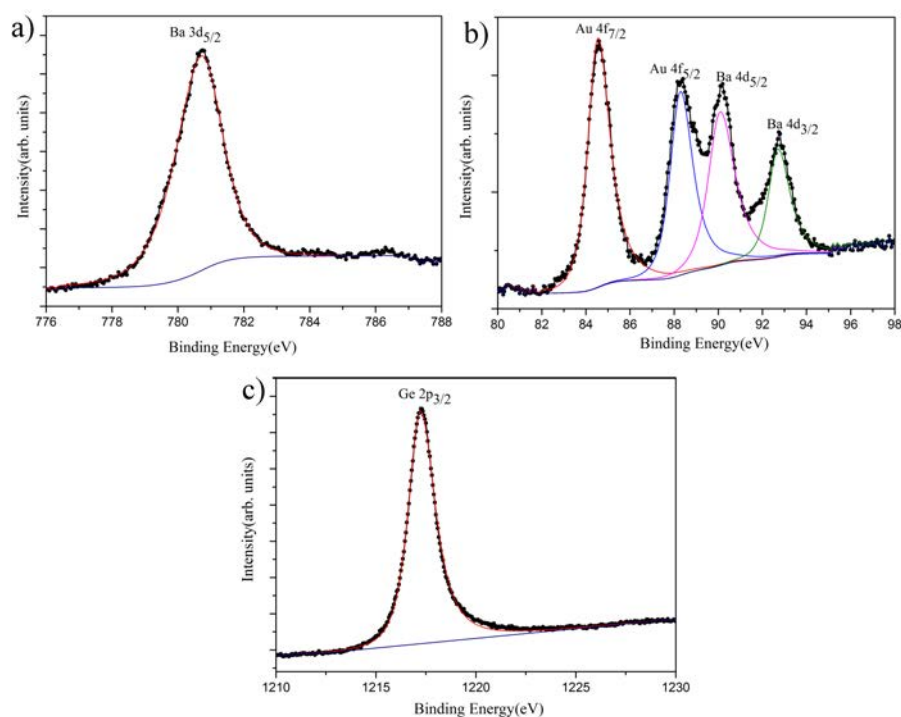 a)
Ba 3d5/2
Intensity(arb. units)
776 778 780 782 784 786 788
Binding Energy(eV)
b)
Au 4f7/2
Au 4f5/2
Ba 4d5/2
Ba 4d3/2
Intensity(arb. units)
80 82 84 86 88 90 92 94 96 98
Binding Energy(eV)
c)
Ge 2p3/2
Intensity(arb. units)
1210 1215 1220 1225 1230
Binding Energy(eV)